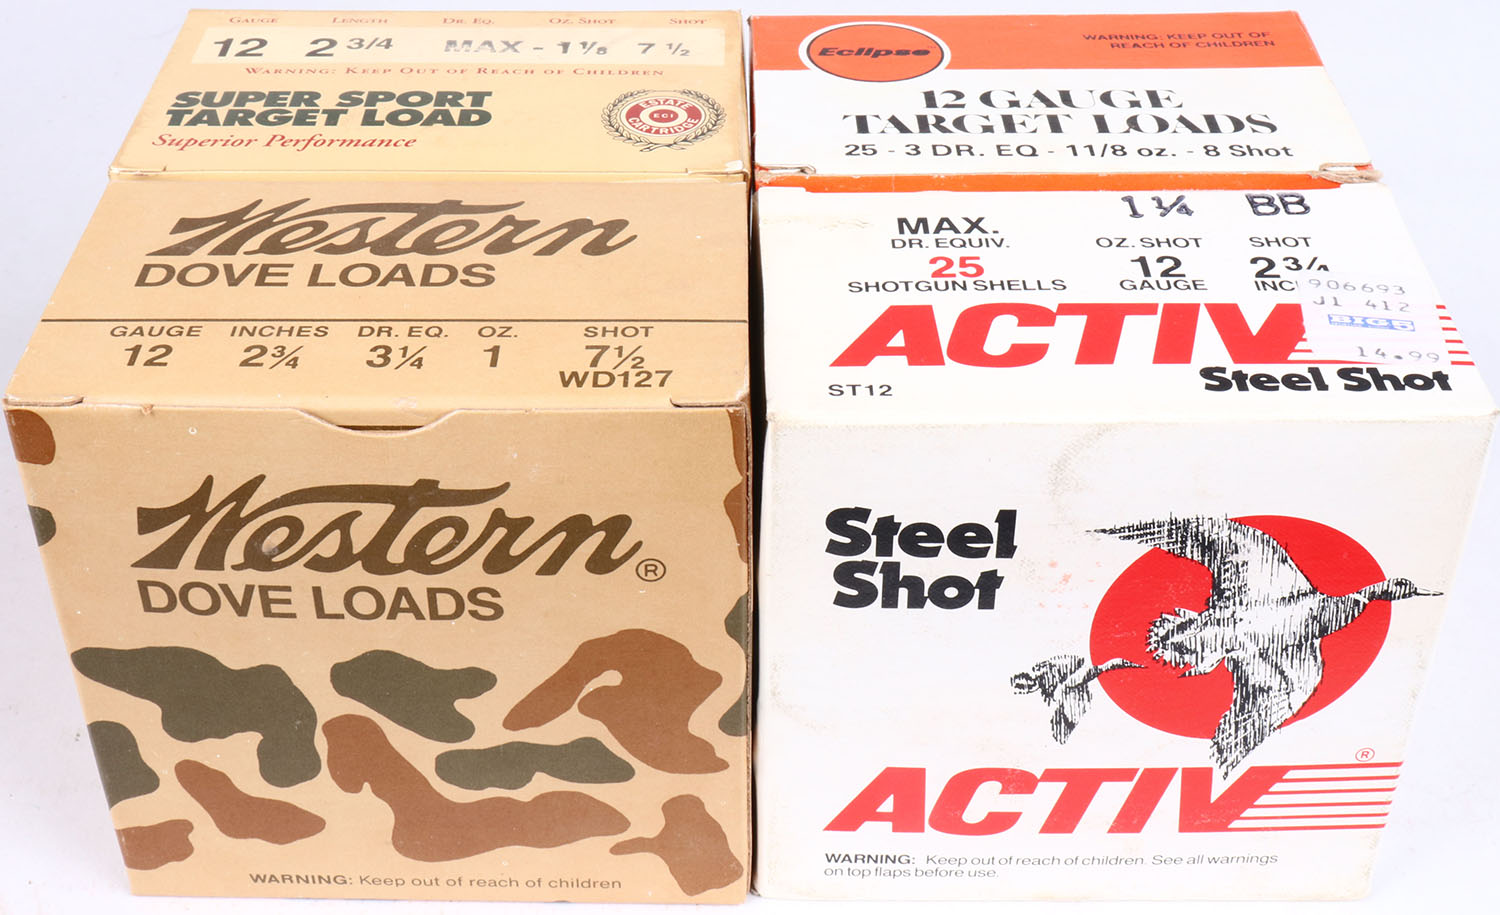 GAUGE LENGTH DR. EQ. OZ. SHOT SHOT
12 2 3/4 MAX - 1 1/8 7 1/2
WARNING: KEEP OUT OF REACH OF CHILDREN
SUPER SPORT
TARGET LOAD
Superior Performance
ESTATE
ECI
CARTRIDGE
Western
DOVE LOADS
GAUGE INCHES DR. EQ. OZ. SHOT
12 2 3/4 3 1/4 1 7 1/2
WD127
Western®
DOVE LOADS
WARNING: Keep out of reach of children
Eclipse™
WARNING: KEEP OUT OF
REACH OF CHILDREN
12 GAUGE
TARGET LOADS
25 - 3 DR. EQ - 1 1/8 oz. - 8 Shot
MAX. 1 1/4 BB
DR. EQUIV. OZ. SHOT SHOT
25 12 2 3/4
SHOTGUN SHELLS GAUGE INC
906693
J1 412
BIG 5
14.99
ACTIV
Steel Shot
ST12
Steel
Shot
ACTIV®
WARNING: Keep out of reach of children. See all warnings
on top flaps before use.